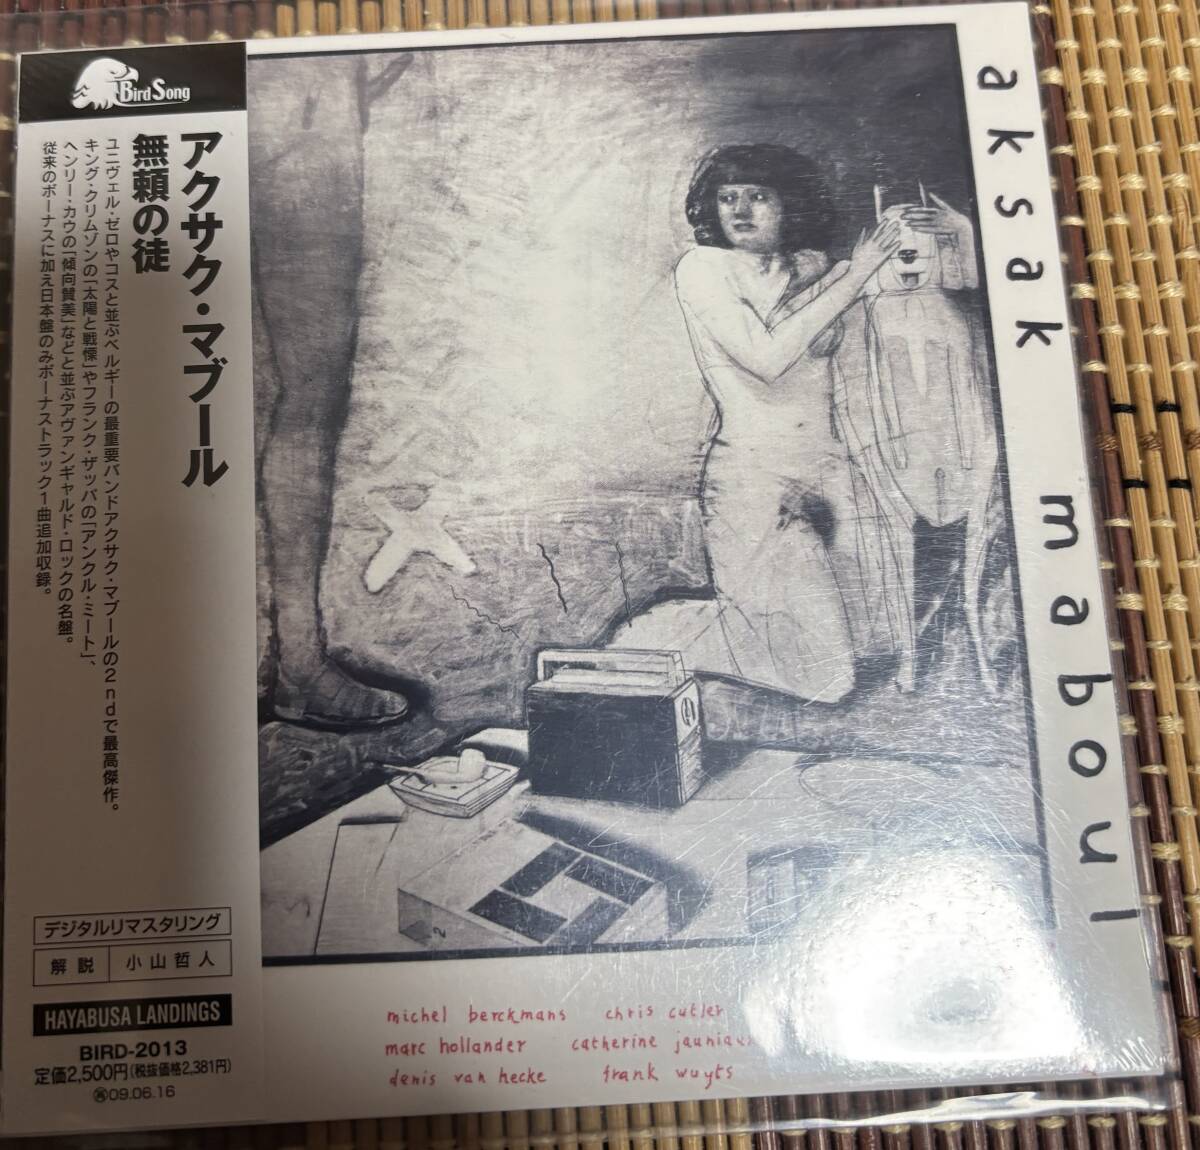 Bird Song
アクサク・マブール
無頼の徒
ユニヴェル・ゼロやコスと並ぶベルギーの最重要バンドアクサク・マブールの2ndで最高傑作。
キング・クリムゾンの「太陽と戦慄」やフランク・ザッパの「アンクル・ミート」、
ヘンリー・カウの「傾向賛美」などと並ぶアヴァンギャルド・ロックの名盤。
従来のボーナスに加え日本盤のみボーナストラック1曲追加収録。
デジタルリマスタリング
解説 小山哲人
HAYABUSA LANDINGS
BIRD-2013
定価2,500円(税抜価格2,381円)
09.06.16
aksak maboul
2
michel berckmans chris cutler
marc hollander catherine jauniaux
denis van hecke frank wuyts